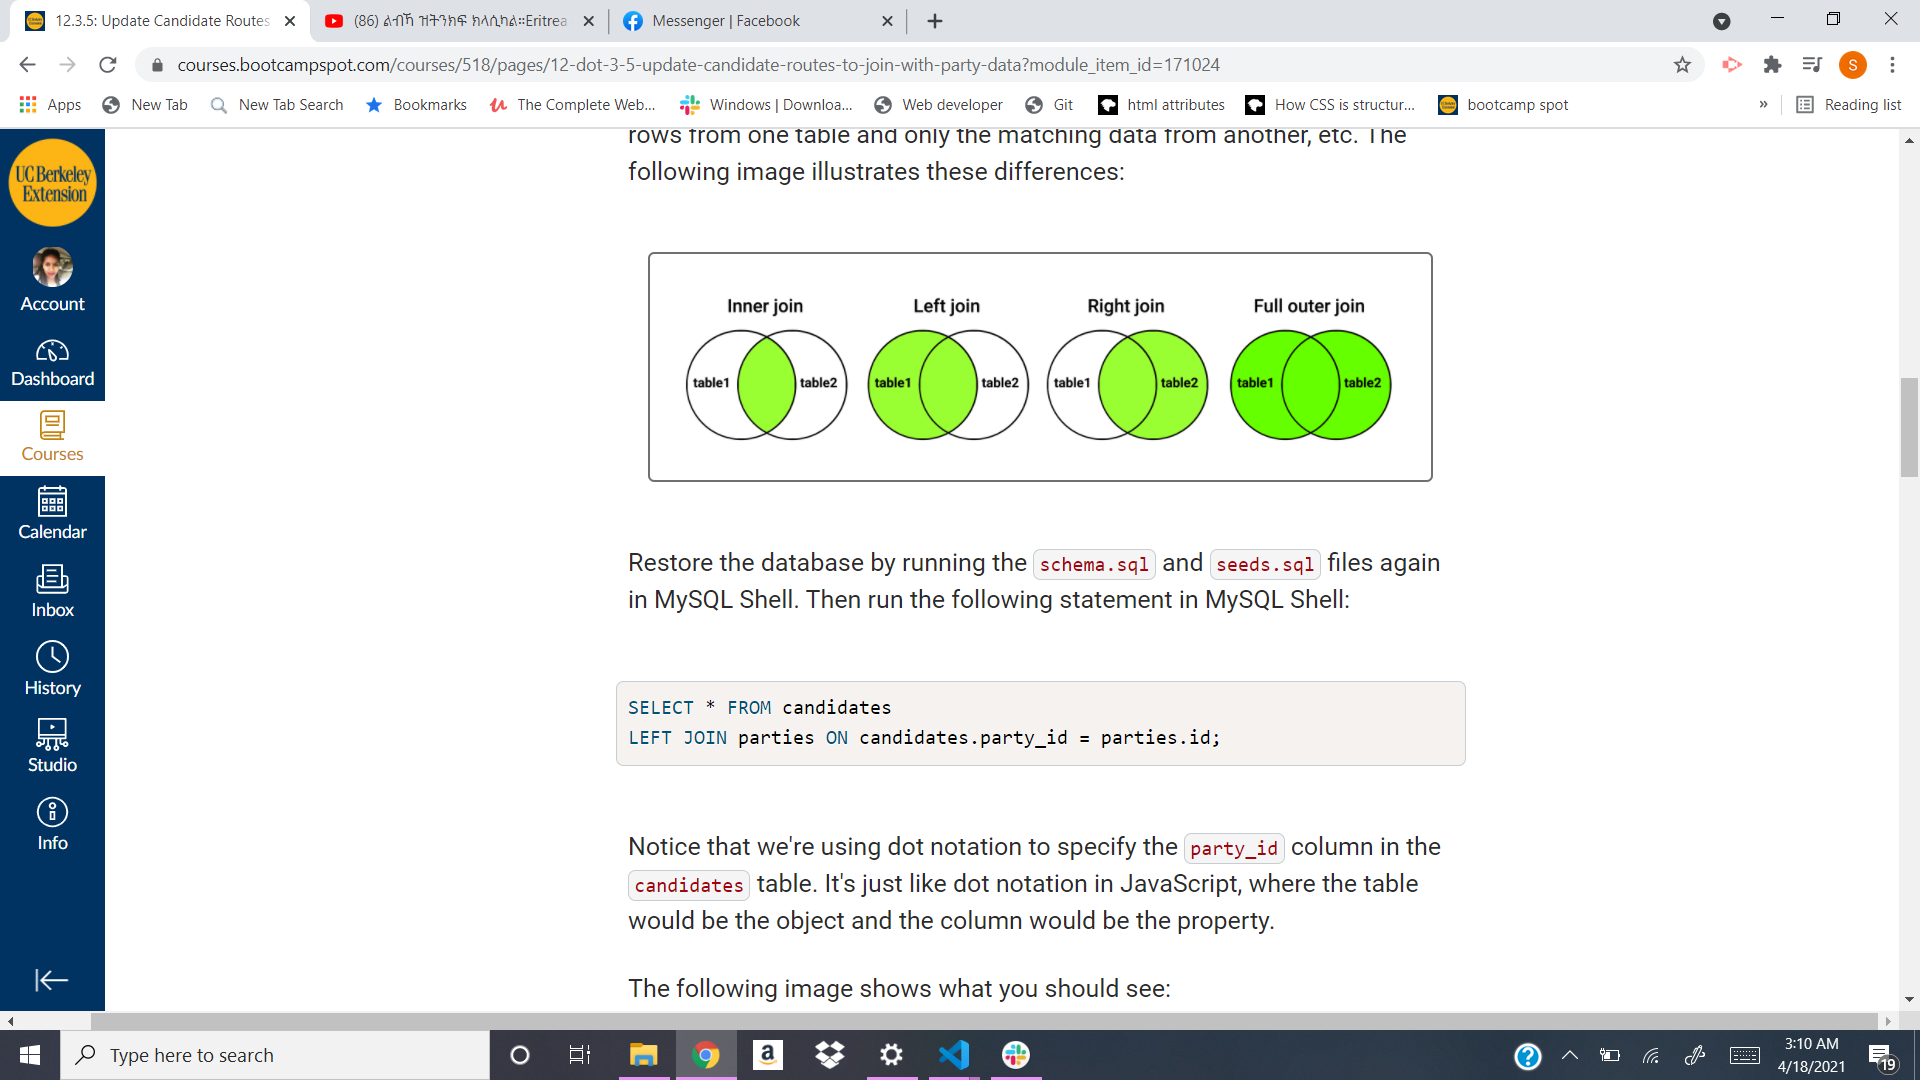 12.3.5: Update Candidate Routes
(86) ልብኻ ዝትንክፍ ክላሲካል።Eritrea
Messenger | Facebook
courses.bootcampspot.com/courses/518/pages/12-dot-3-5-update-candidate-routes-to-join-with-party-data?module_item_id=171024
S
Apps
New Tab
New Tab Search
Bookmarks
The Complete Web...
Windows | Downloa...
Web developer
Git
html attributes
How CSS is structur...
bootcamp spot
»
Reading list
UC Berkeley
Extension
Account
Dashboard
Courses
Calendar
Inbox
History
Studio
Info
rows from one table and only the matching data from another, etc. The
following image illustrates these differences:
Inner join
Left join
Right join
Full outer join
table1
table2
table1
table2
table1
table2
table1
table2
Restore the database by running the schema.sql and seeds.sql files again
in MySQL Shell. Then run the following statement in MySQL Shell:
SELECT * FROM candidates
LEFT JOIN parties ON candidates.party_id = parties.id;
Notice that we're using dot notation to specify the party_id column in the
candidates table. It's just like dot notation in JavaScript, where the table
would be the object and the column would be the property.
The following image shows what you should see:
Type here to search
3:10 AM
4/18/2021
19